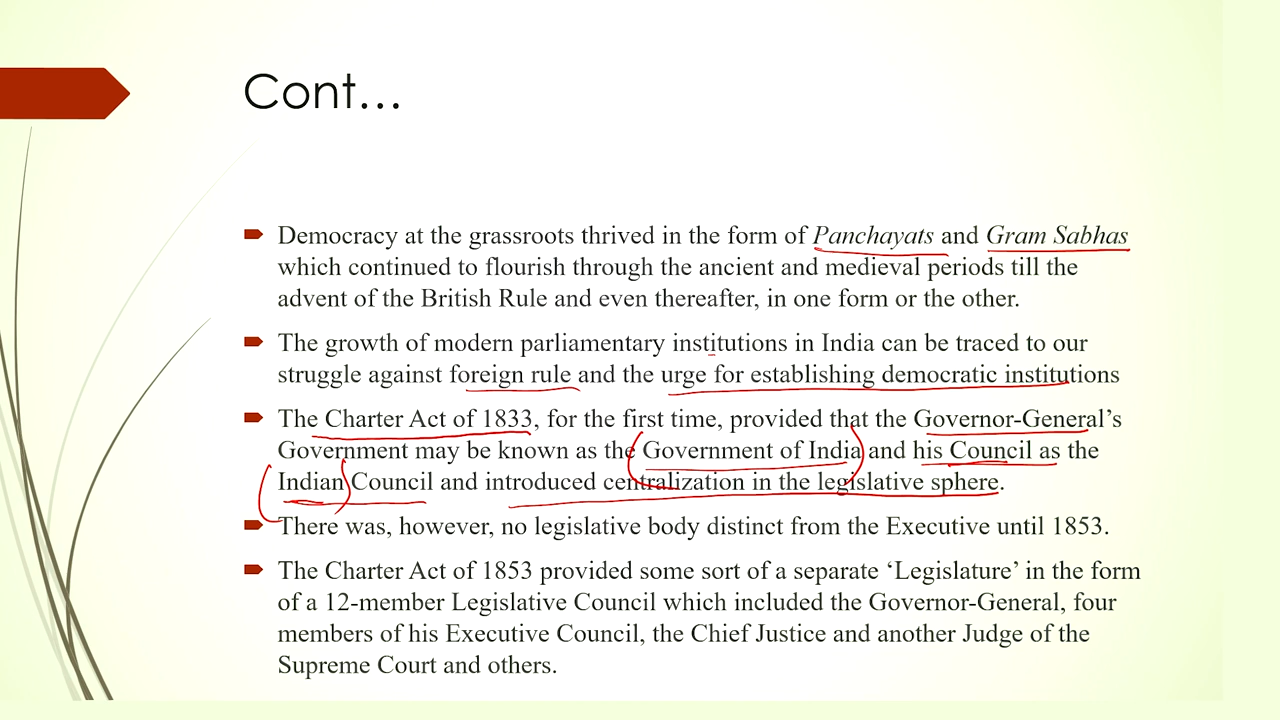 Cont…
Democracy at the grassroots thrived in the form of Panchayats and Gram Sabhas
which continued to flourish through the ancient and medieval periods till the
advent of the British Rule and even thereafter, in one form or the other.
The growth of modern parliamentary institutions in India can be traced to our
struggle against foreign rule and the urge for establishing democratic institutions
The Charter Act of 1833, for the first time, provided that the Governor-General’s
Government may be known as the Government of India and his Council as the
Indian Council and introduced centralization in the legislative sphere.
There was, however, no legislative body distinct from the Executive until 1853.
The Charter Act of 1853 provided some sort of a separate ‘Legislature’ in the form
of a 12-member Legislative Council which included the Governor-General, four
members of his Executive Council, the Chief Justice and another Judge of the
Supreme Court and others.